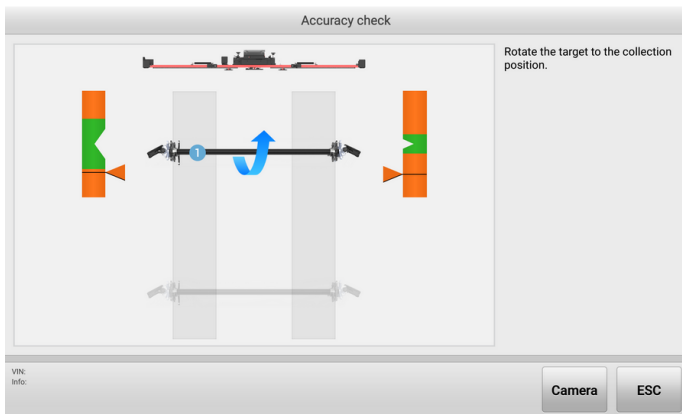 Accuracy check
Rotate the target to the collection
position.
1
VIN:
Info:
Camera
ESC